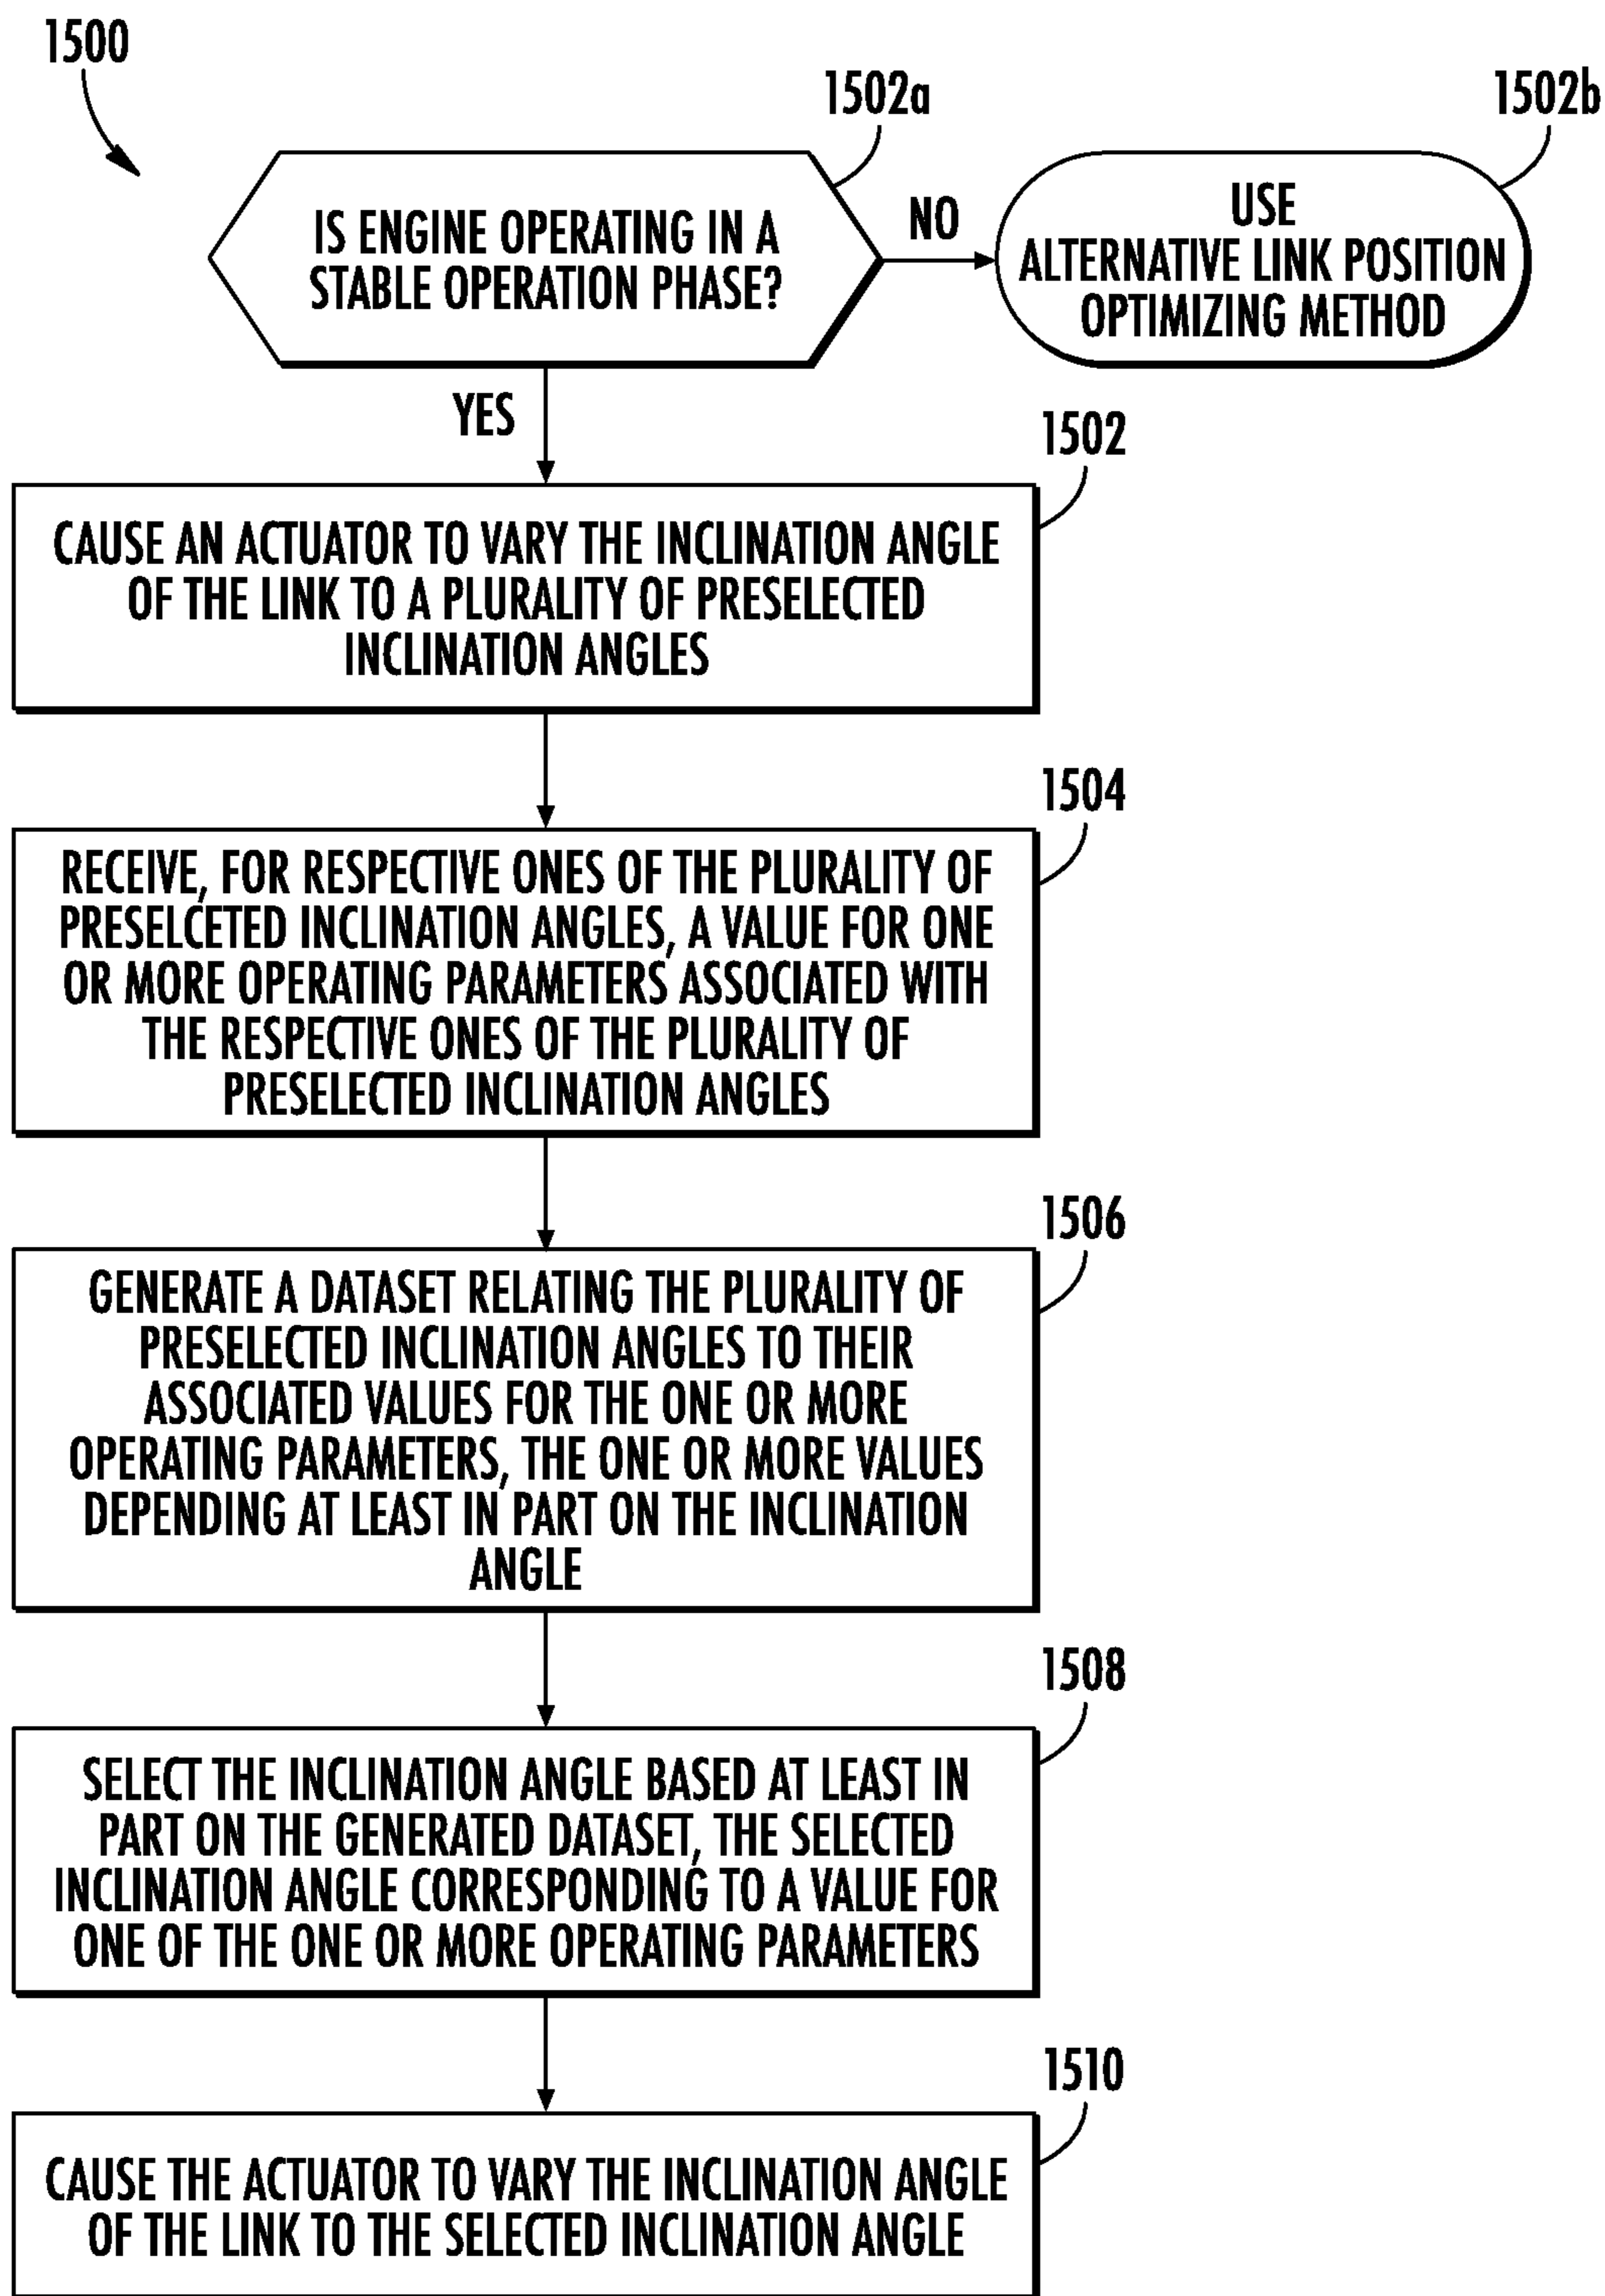 1500
1502a
1502b
IS ENGINE OPERATING IN A
STABLE OPERATION PHASE?
NO
USE
ALTERNATIVE LINK POSITION
OPTIMIZING METHOD
YES
1502
CAUSE AN ACTUATOR TO VARY THE INCLINATION ANGLE
OF THE LINK TO A PLURALITY OF PRESELECTED
INCLINATION ANGLES
1504
RECEIVE, FOR RESPECTIVE ONES OF THE PLURALITY OF
PRESELCETED INCLINATION ANGLES, A VALUE FOR ONE
OR MORE OPERATING PARAMETERS ASSOCIATED WITH
THE RESPECTIVE ONES OF THE PLURALITY OF
PRESELECTED INCLINATION ANGLES
1506
GENERATE A DATASET RELATING THE PLURALITY OF
PRESELECTED INCLINATION ANGLES TO THEIR
ASSOCIATED VALUES FOR THE ONE OR MORE
OPERATING PARAMETERS, THE ONE OR MORE VALUES
DEPENDING AT LEAST IN PART ON THE INCLINATION
ANGLE
1508
SELECT THE INCLINATION ANGLE BASED AT LEAST IN
PART ON THE GENERATED DATASET, THE SELECTED
INCLINATION ANGLE CORRESPONDING TO A VALUE FOR
ONE OF THE ONE OR MORE OPERATING PARAMETERS
1510
CAUSE THE ACTUATOR TO VARY THE INCLINATION ANGLE
OF THE LINK TO THE SELECTED INCLINATION ANGLE